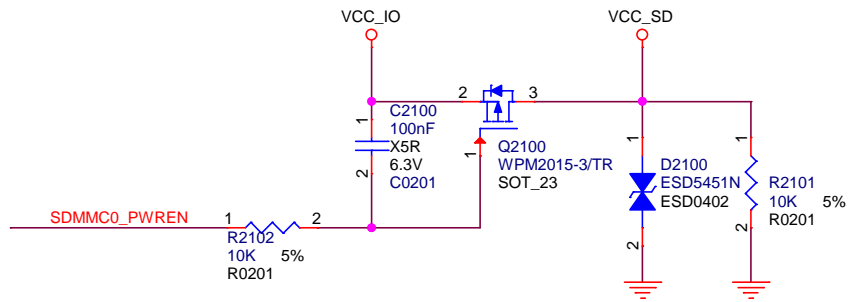 VCC_IO
VCC_SD
2
3
C2100
100nF
X5R
6.3V
C0201
1
2
1
Q2100
WPM2015-3/TR
SOT_23
1
D2100
ESD5451N
ESD0402
2
1
R2101
10K 5%
R0201
2
SDMMC0_PWREN
1
2
R2102
10K 5%
R0201